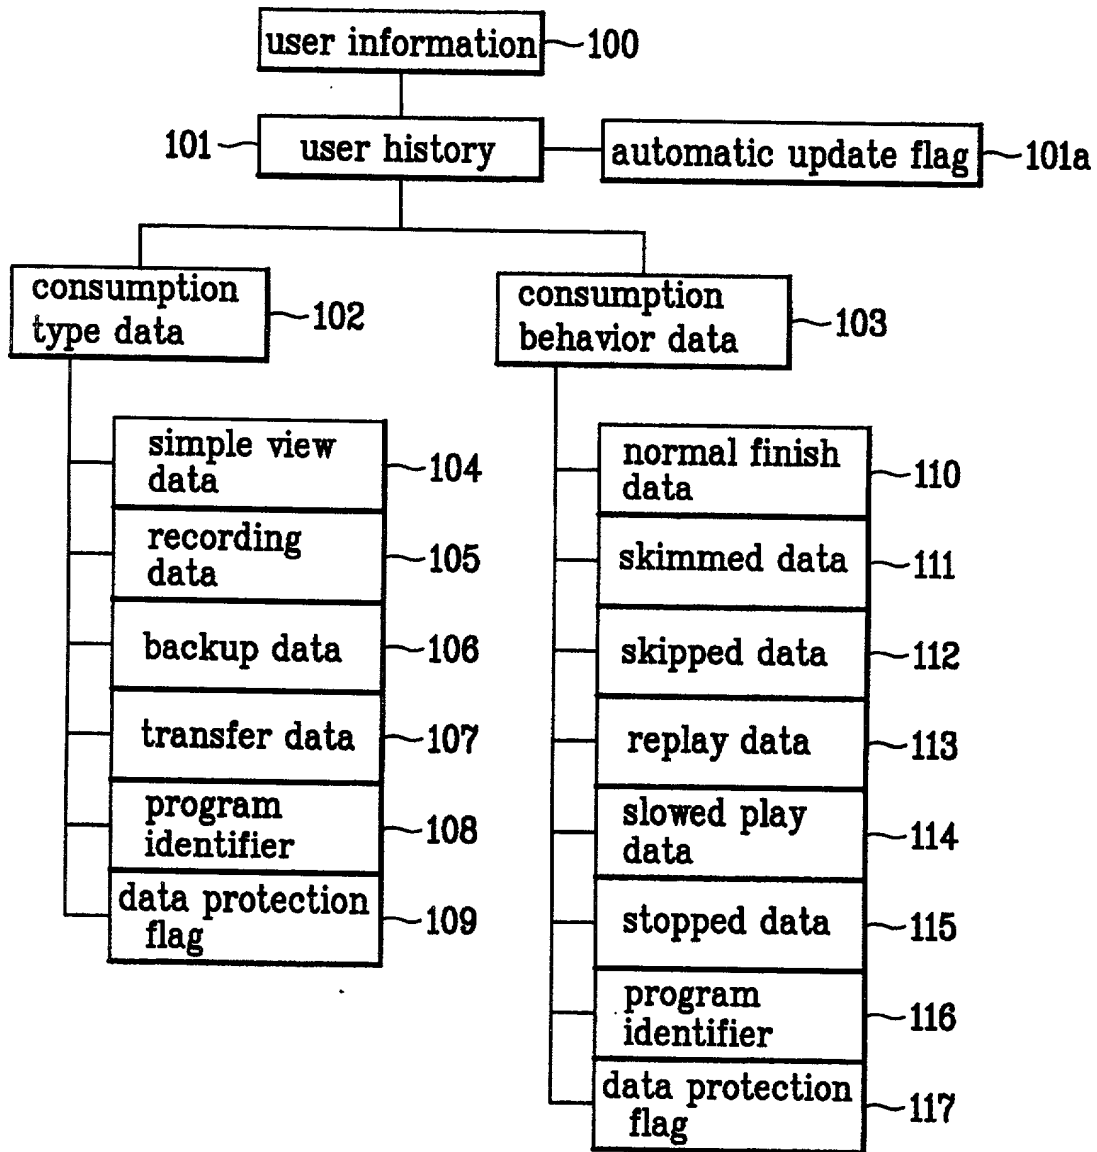 user information 100
101 user history automatic update flag 101a
consumption
type data 102
consumption
behavior data 103
simple view
data 104
recording
data 105
backup data 106
transfer data 107
program
identifier 108
data protection
flag 109
normal finish
data 110
skimmed data 111
skipped data 112
replay data 113
slowed play
data 114
stopped data 115
program
identifier 116
data protection
flag 117